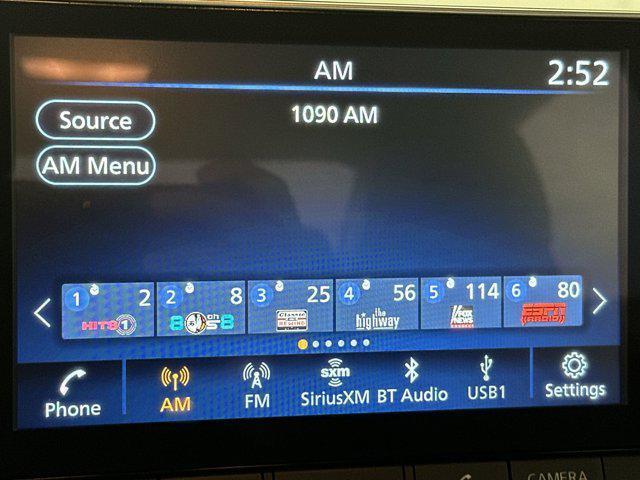 AM
2:52
Source
1090 AM
AM Menu
1 2
2 8
3 25
4 56
5 114
6 80
HITS 1
80s 8
Classic
REWIND
the
highway
FOX
NEWS
ESPN
RADIO
Phone
AM
FM
sxm
SiriusXM
BT Audio
USB1
Settings
CAMERA